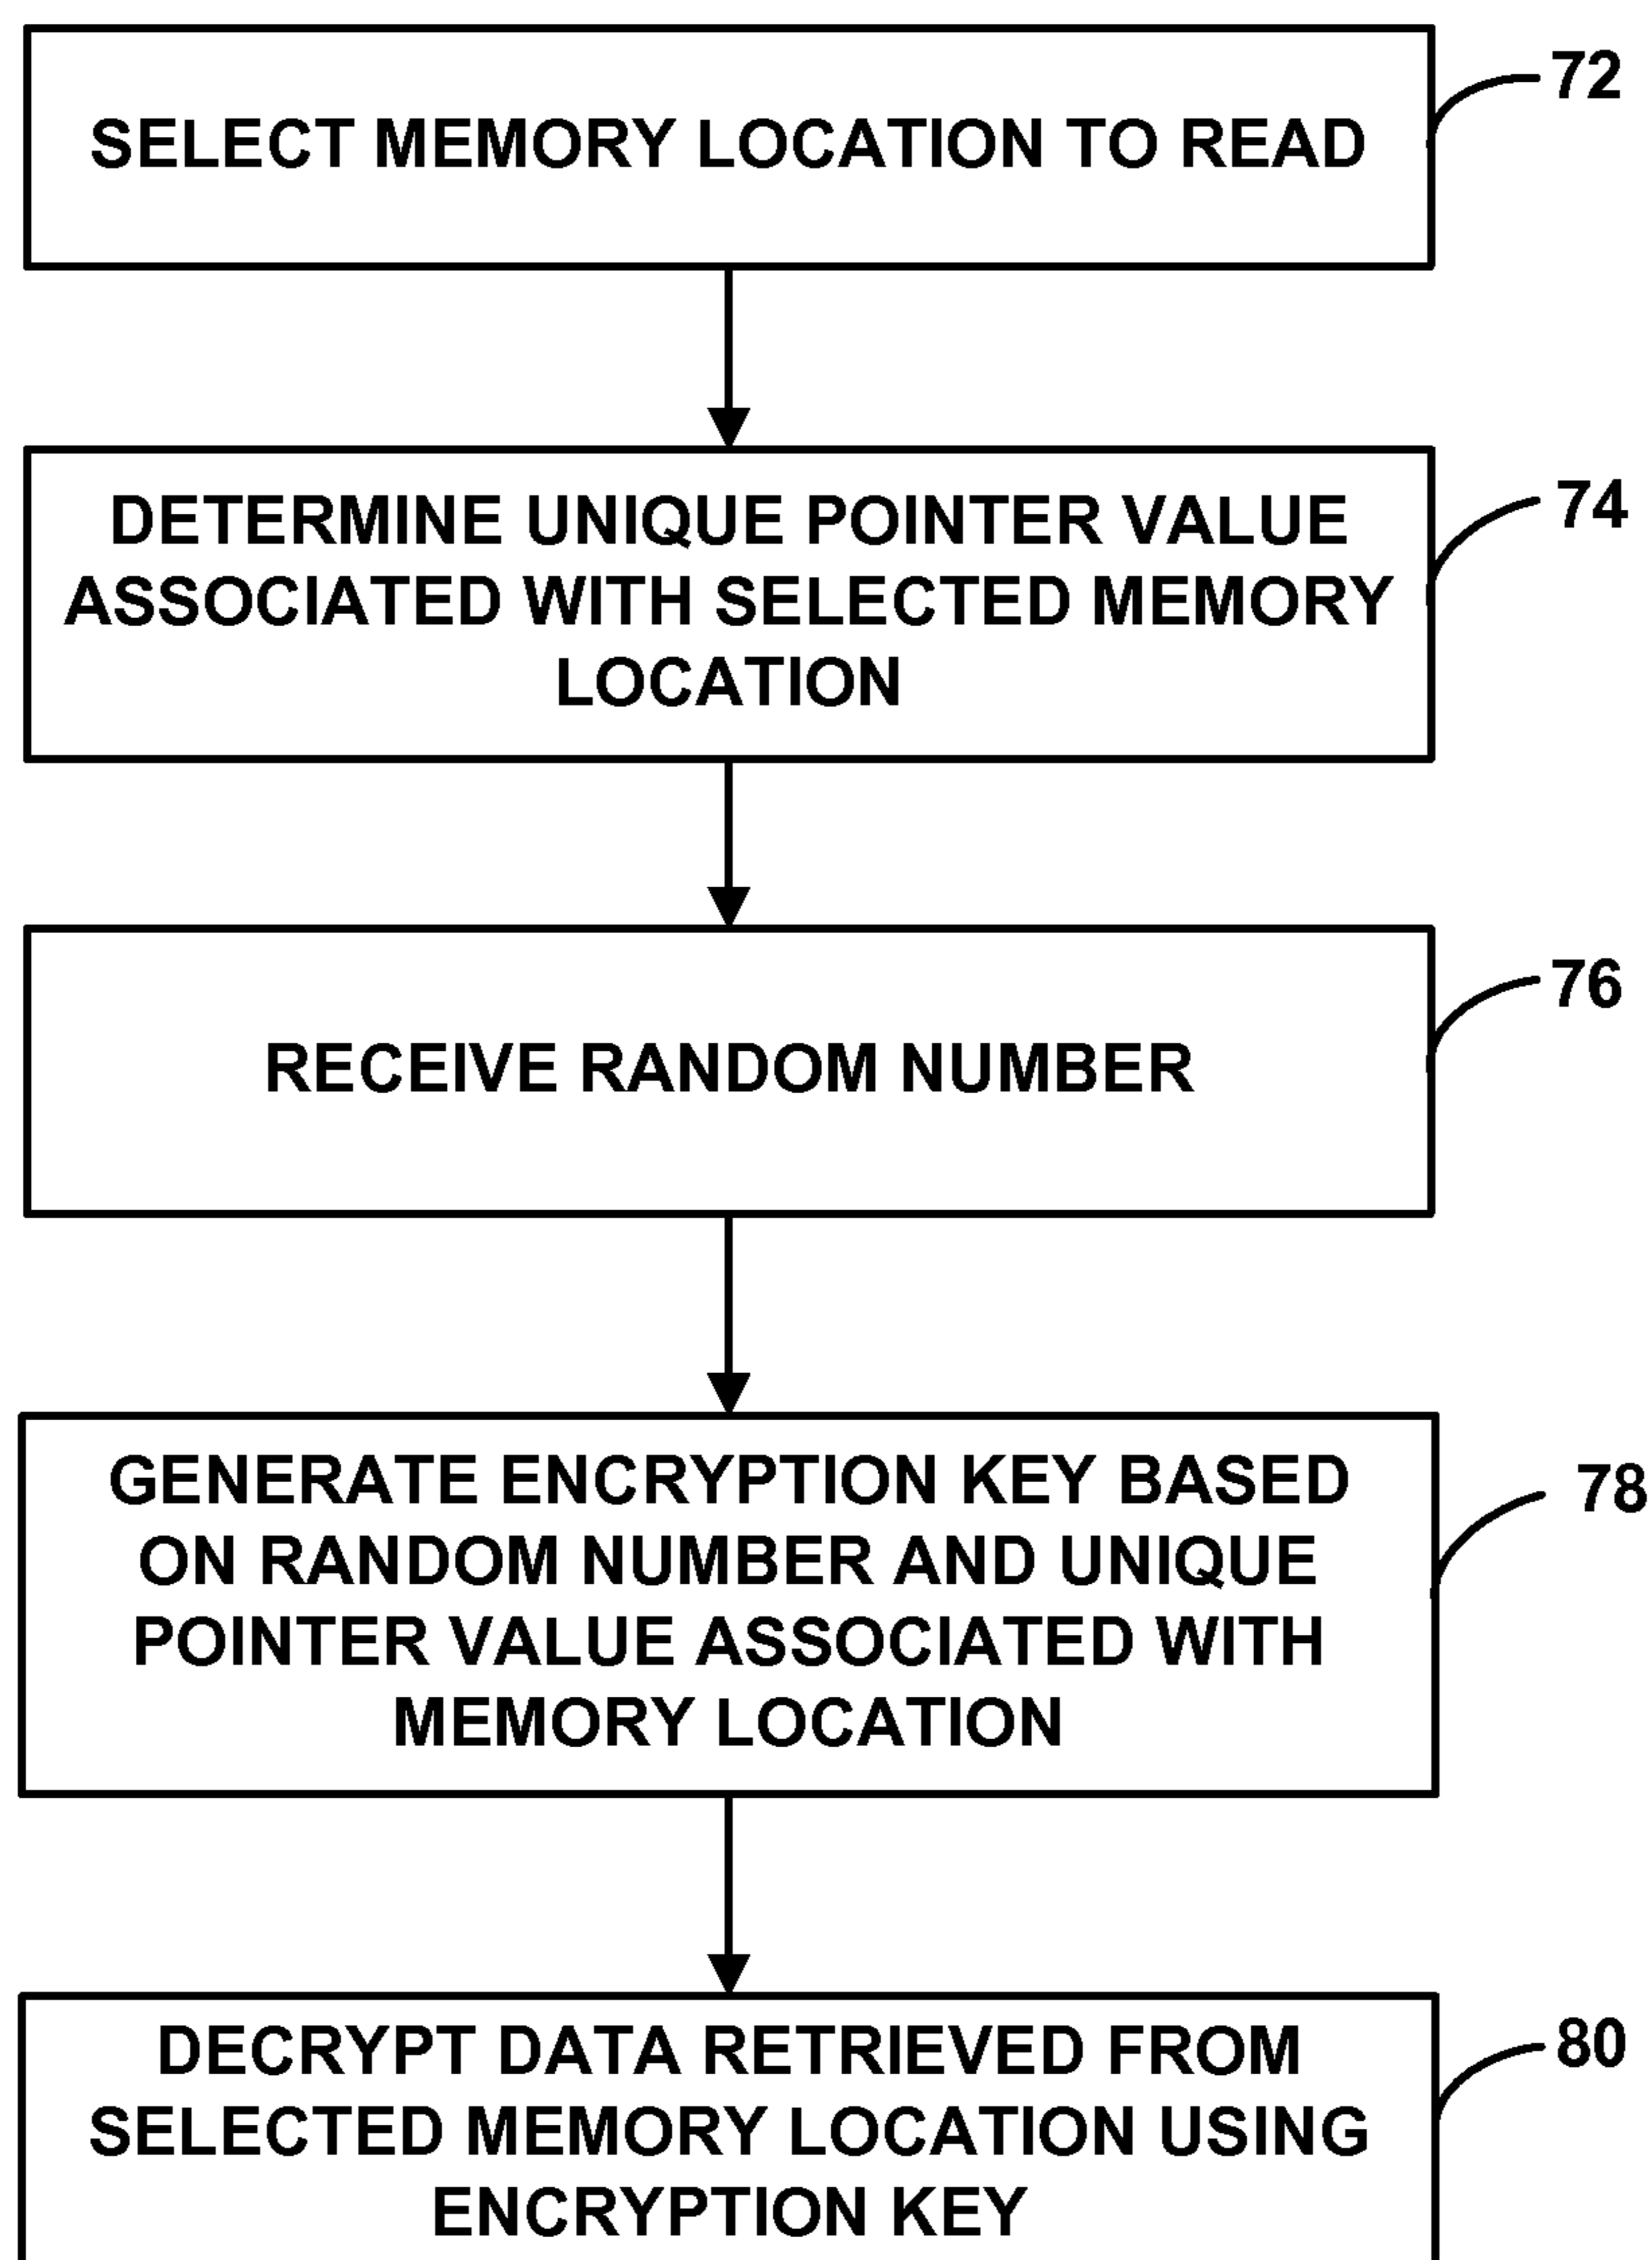 SELECT MEMORY LOCATION TO READ
72
DETERMINE UNIQUE POINTER VALUE
ASSOCIATED WITH SELECTED MEMORY
LOCATION
74
RECEIVE RANDOM NUMBER
76
GENERATE ENCRYPTION KEY BASED
ON RANDOM NUMBER AND UNIQUE
POINTER VALUE ASSOCIATED WITH
MEMORY LOCATION
78
DECRYPT DATA RETRIEVED FROM
SELECTED MEMORY LOCATION USING
ENCRYPTION KEY
80